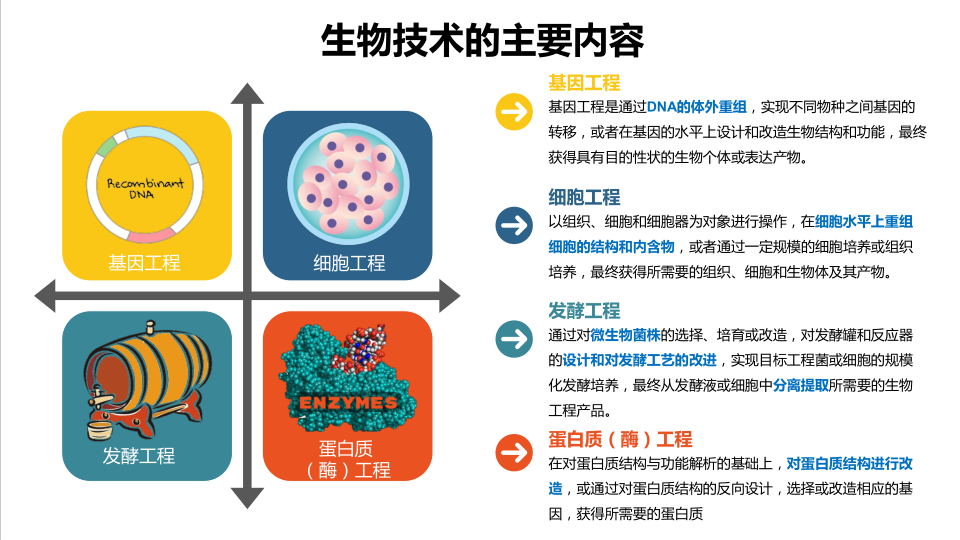 生物技术的主要内容
Recombinant
DNA
基因工程
细胞工程
发酵工程
ENZYMES
蛋白质
（酶）工程
基因工程
基因工程是通过DNA的体外重组，实现不同物种之间基因的
转移，或者在基因的水平上设计和改造生物结构和功能，最终
获得具有目的性状的生物个体或表达产物。
细胞工程
以组织、细胞和细胞器为对象进行操作，在细胞水平上重组
细胞的结构和内含物，或者通过一定规模的细胞培养或组织
培养，最终获得所需要的组织、细胞和生物体及其产物。
发酵工程
通过对微生物菌株的选择、培育或改造，对发酵罐和反应器
的设计和对发酵工艺的改进，实现目标工程菌或细胞的规模
化发酵培养，最终从发酵液或细胞中分离提取所需要的生物
工程产品。
蛋白质（酶）工程
在对蛋白质结构与功能解析的基础上，对蛋白质结构进行改
造，或通过对蛋白质结构的反向设计，选择或改造相应的基
因，获得所需要的蛋白质